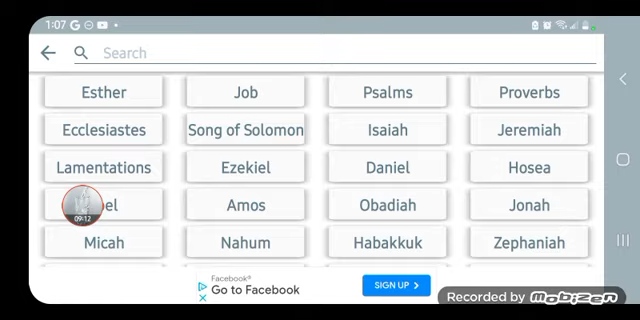 1:07 G
Search
Esther Job Psalms Proverbs
Ecclesiastes Song of Solomon Isaiah Jeremiah
Lamentations Ezekiel Daniel Hosea
el Amos Obadiah Jonah
09:12
Micah Nahum Habakkuk Zephaniah
Facebook®
Go to Facebook
SIGN UP >
Recorded by Mobizen